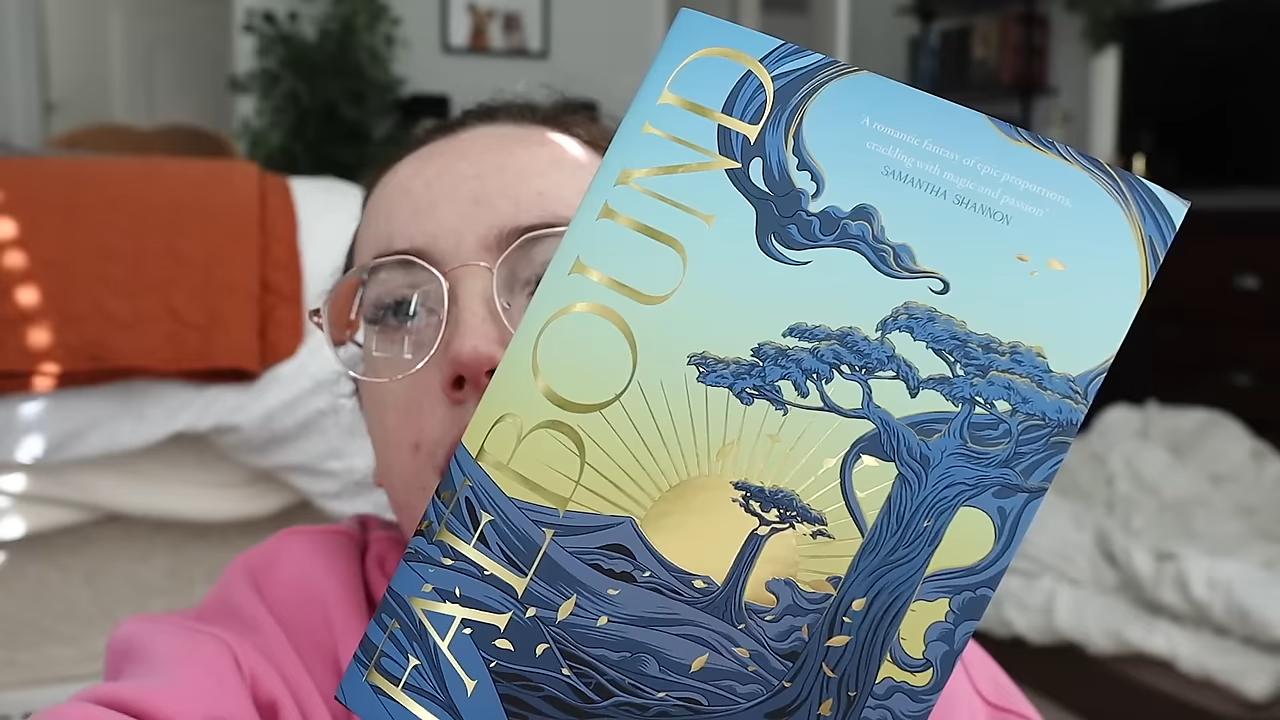 FAEBOUND
'A romantic fantasy of epic proportions,
crackling with magic and passion'
SAMANTHA SHANNON